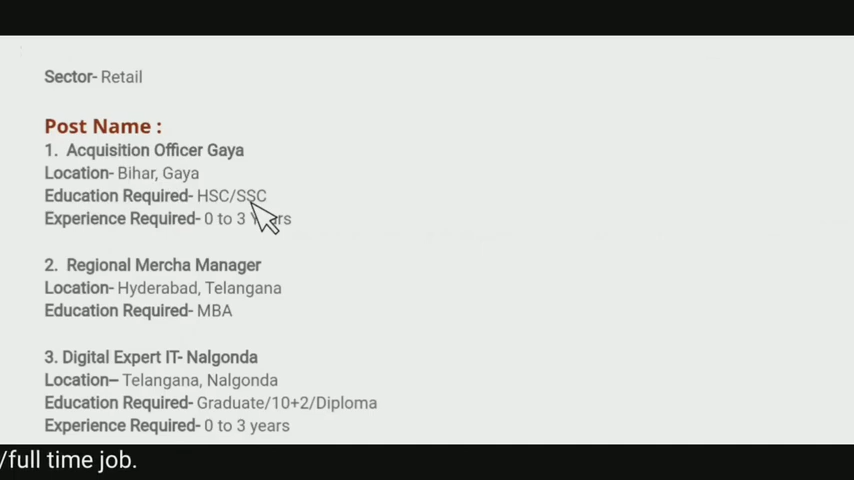 Sector- Retail
Post Name :
1. Acquisition Officer Gaya
Location- Bihar, Gaya
Education Required- HSC/SSC
Experience Required- 0 to 3
2. Regional Mercha Manager
Location- Hyderabad, Telangana
Education Required- MBA
3. Digital Expert IT- Nalgonda
Location– Telangana, Nalgonda
Education Required- Graduate/10+2/Diploma
Experience Required- 0 to 3 years
/full time job.